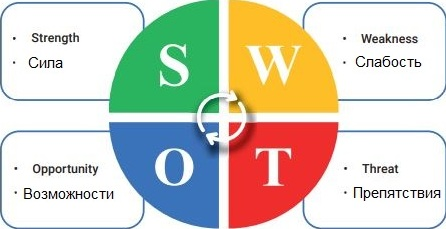 • Strength
• Сила
S
W
• Weakness
• Слабость
• Opportunity
• Возможности
O
T
• Threat
• Препятствия